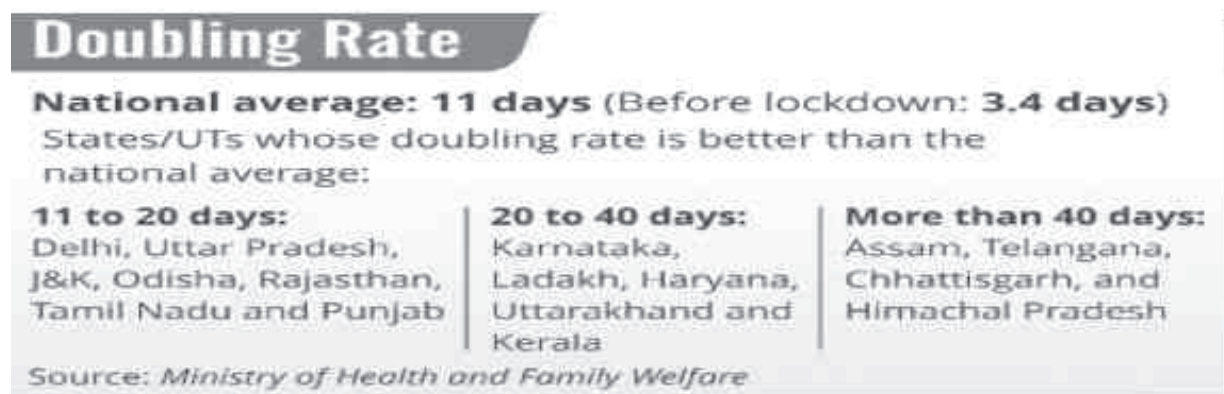 Doubling Rate
National average: 11 days (Before lockdown: 3.4 days)
States/UTs whose doubling rate is better than the
national average:
11 to 20 days:
Delhi, Uttar Pradesh,
J&K, Odisha, Rajasthan,
Tamil Nadu and Punjab
20 to 40 days:
Karnataka,
Ladakh, Haryana,
Uttarakhand and
Kerala
More than 40 days:
Assam, Telangana,
Chhattisgarh, and
Himachal Pradesh
Source: Ministry of Health and Family Welfare